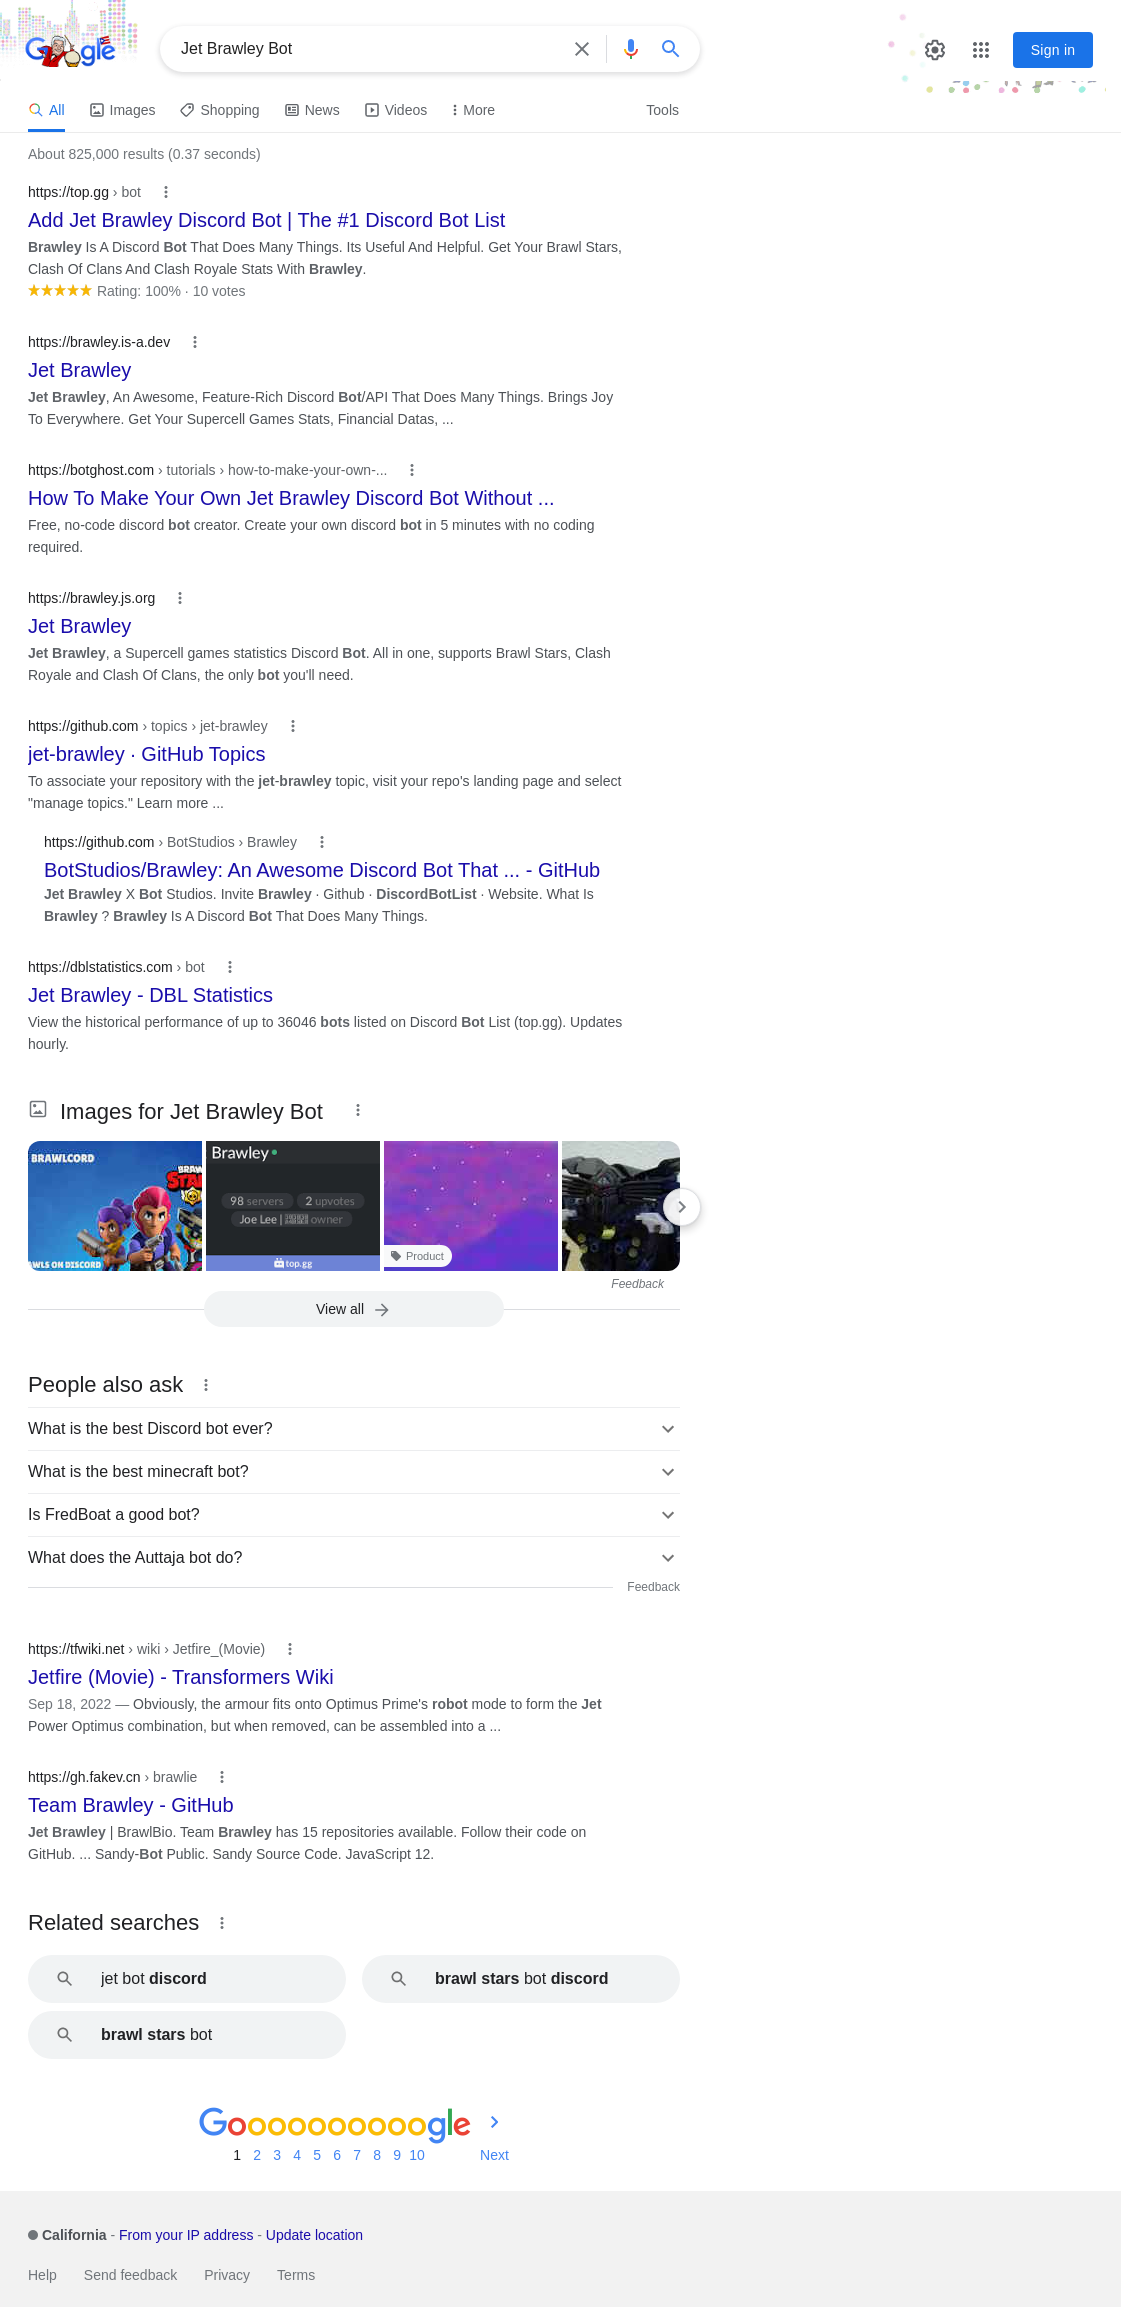 Google
Jet Brawley Bot
Sign in
All
Images
Shopping
News
Videos
More
Tools
About 825,000 results (0.37 seconds)
https://top.gg › bot
Add Jet Brawley Discord Bot | The #1 Discord Bot List
Brawley Is A Discord Bot That Does Many Things. Its Useful And Helpful. Get Your Brawl Stars,
Clash Of Clans And Clash Royale Stats With Brawley.
Rating: 100% · 10 votes
https://brawley.is-a.dev
Jet Brawley
Jet Brawley, An Awesome, Feature-Rich Discord Bot/API That Does Many Things. Brings Joy
To Everywhere. Get Your Supercell Games Stats, Financial Datas, ...
https://botghost.com › tutorials › how-to-make-your-own-...
How To Make Your Own Jet Brawley Discord Bot Without ...
Free, no-code discord bot creator. Create your own discord bot in 5 minutes with no coding
required.
https://brawley.js.org
Jet Brawley
Jet Brawley, a Supercell games statistics Discord Bot. All in one, supports Brawl Stars, Clash
Royale and Clash Of Clans, the only bot you'll need.
https://github.com › topics › jet-brawley
jet-brawley · GitHub Topics
To associate your repository with the jet-brawley topic, visit your repo's landing page and select
"manage topics." Learn more ...
https://github.com › BotStudios › Brawley
BotStudios/Brawley: An Awesome Discord Bot That ... - GitHub
Jet Brawley X Bot Studios. Invite Brawley · Github · DiscordBotList · Website. What Is
Brawley ? Brawley Is A Discord Bot That Does Many Things.
https://dblstatistics.com › bot
Jet Brawley - DBL Statistics
View the historical performance of up to 36046 bots listed on Discord Bot List (top.gg). Updates
hourly.
Images for Jet Brawley Bot
BRAWLCORD
BRAW
STA
AWLS ON DISCORD
Brawley
98 servers
2 upvotes
Joe Lee | owner
top.gg
Product
Feedback
View all
People also ask
What is the best Discord bot ever?
What is the best minecraft bot?
Is FredBoat a good bot?
What does the Auttaja bot do?
Feedback
https://tfwiki.net › wiki › Jetfire_(Movie)
Jetfire (Movie) - Transformers Wiki
Sep 18, 2022 — Obviously, the armour fits onto Optimus Prime's robot mode to form the Jet
Power Optimus combination, but when removed, can be assembled into a ...
https://gh.fakev.cn › brawlie
Team Brawley - GitHub
Jet Brawley | BrawlBio. Team Brawley has 15 repositories available. Follow their code on
GitHub. ... Sandy-Bot Public. Sandy Source Code. JavaScript 12.
Related searches
jet bot discord
brawl stars bot discord
brawl stars bot
Goooooooooogle
1 2 3 4 5 6 7 8 9 10 Next
California - From your IP address - Update location
Help Send feedback Privacy Terms